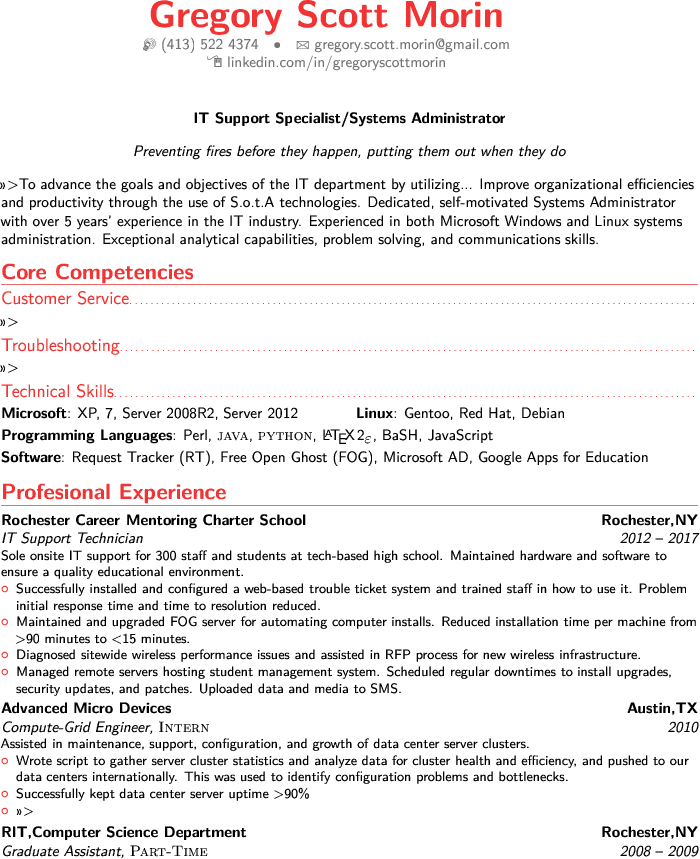 Gregory Scott Morin
(413) 522 4374 • gregory.scott.morin@gmail.com
linkedin.com/in/gregoryscottmorin
IT Support Specialist/Systems Administrator
Preventing fires before they happen, putting them out when they do
»>To advance the goals and objectives of the IT department by utilizing... Improve organizational efficiencies
and productivity through the use of S.o.t.A technologies. Dedicated, self-motivated Systems Administrator
with over 5 years' experience in the IT industry. Experienced in both Microsoft Windows and Linux systems
administration. Exceptional analytical capabilities, problem solving, and communications skills.
Core Competencies
Customer Service
»>
Troubleshooting
»>
Technical Skills
Microsoft: XP, 7, Server 2008R2, Server 2012 Linux: Gentoo, Red Hat, Debian
Programming Languages: Perl, JAVA, PYTHON, LATEX 2ε, BaSH, JavaScript
Software: Request Tracker (RT), Free Open Ghost (FOG), Microsoft AD, Google Apps for Education
Profesional Experience
Rochester Career Mentoring Charter School Rochester,NY
IT Support Technician 2012 – 2017
Sole onsite IT support for 300 staff and students at tech-based high school. Maintained hardware and software to
ensure a quality educational environment.
○ Successfully installed and configured a web-based trouble ticket system and trained staff in how to use it. Problem
initial response time and time to resolution reduced.
○ Maintained and upgraded FOG server for automating computer installs. Reduced installation time per machine from
>90 minutes to <15 minutes.
○ Diagnosed sitewide wireless performance issues and assisted in RFP process for new wireless infrastructure.
○ Managed remote servers hosting student management system. Scheduled regular downtimes to install upgrades,
security updates, and patches. Uploaded data and media to SMS.
Advanced Micro Devices Austin,TX
Compute-Grid Engineer, INTERN 2010
Assisted in maintenance, support, configuration, and growth of data center server clusters.
○ Wrote script to gather server cluster statistics and analyze data for cluster health and efficiency, and pushed to our
data centers internationally. This was used to identify configuration problems and bottlenecks.
○ Successfully kept data center server uptime >90%
○ »>
RIT,Computer Science Department Rochester,NY
Graduate Assistant, PART-TIME 2008 – 2009